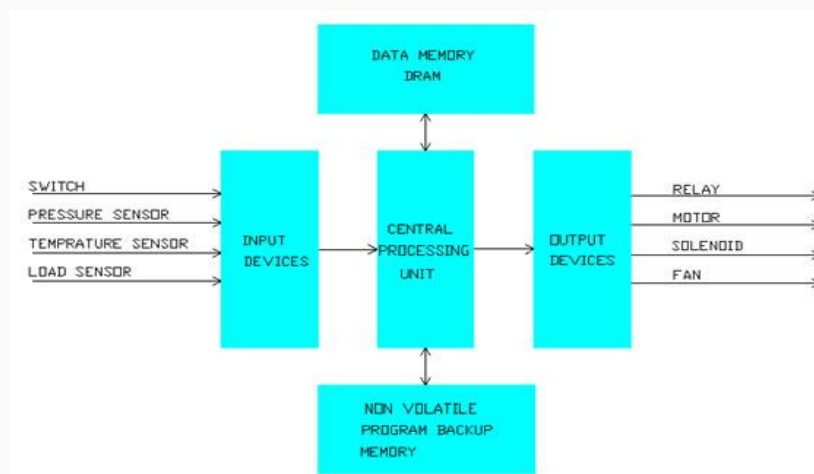 DATA MEMORY
DRAM
SWITCH
PRESSURE SENSOR
TEMPRATURE SENSOR
LOAD SENSOR
INPUT
DEVICES
CENTRAL
PROCESSING
UNIT
OUTPUT
DEVICES
RELAY
MOTOR
SOLENOID
FAN
NON VOLATILE
PROGRAM BACKUP
MEMORY